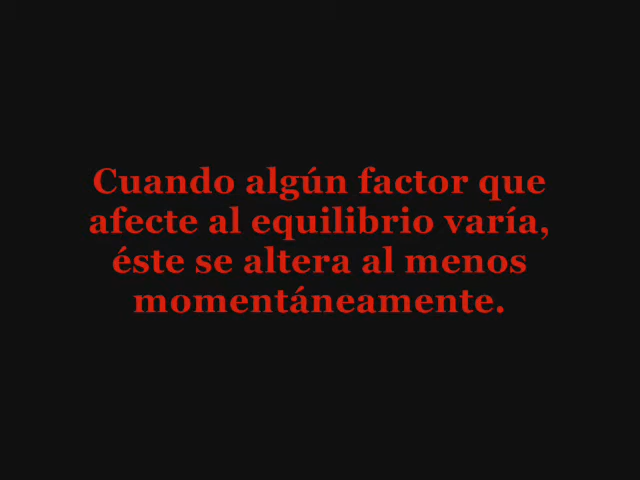 Cuando algún factor que
afecte al equilibrio varía,
éste se altera al menos
momentáneamente.